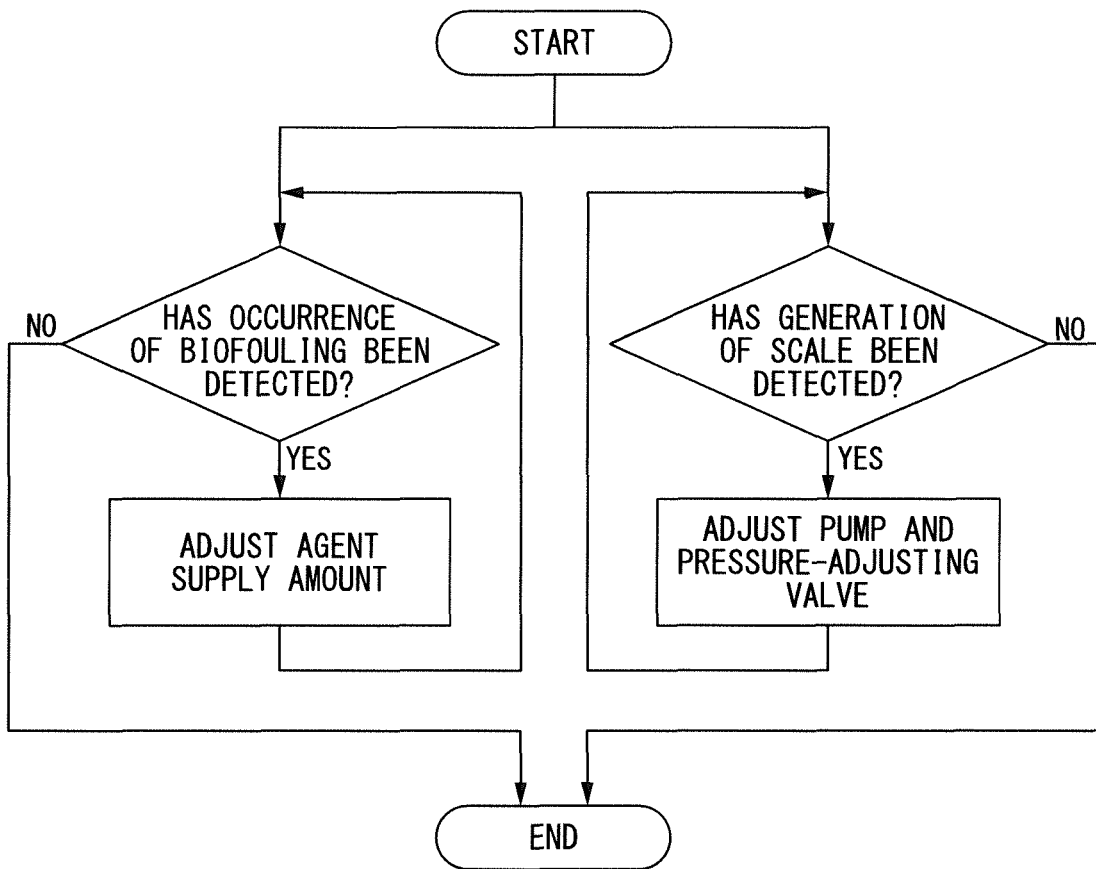 START
HAS OCCURRENCE
OF BIOFOULING BEEN
DETECTED?
NO
YES
ADJUST AGENT
SUPPLY AMOUNT
HAS GENERATION
OF SCALE BEEN
DETECTED?
NO
YES
ADJUST PUMP AND
PRESSURE-ADJUSTING
VALVE
END